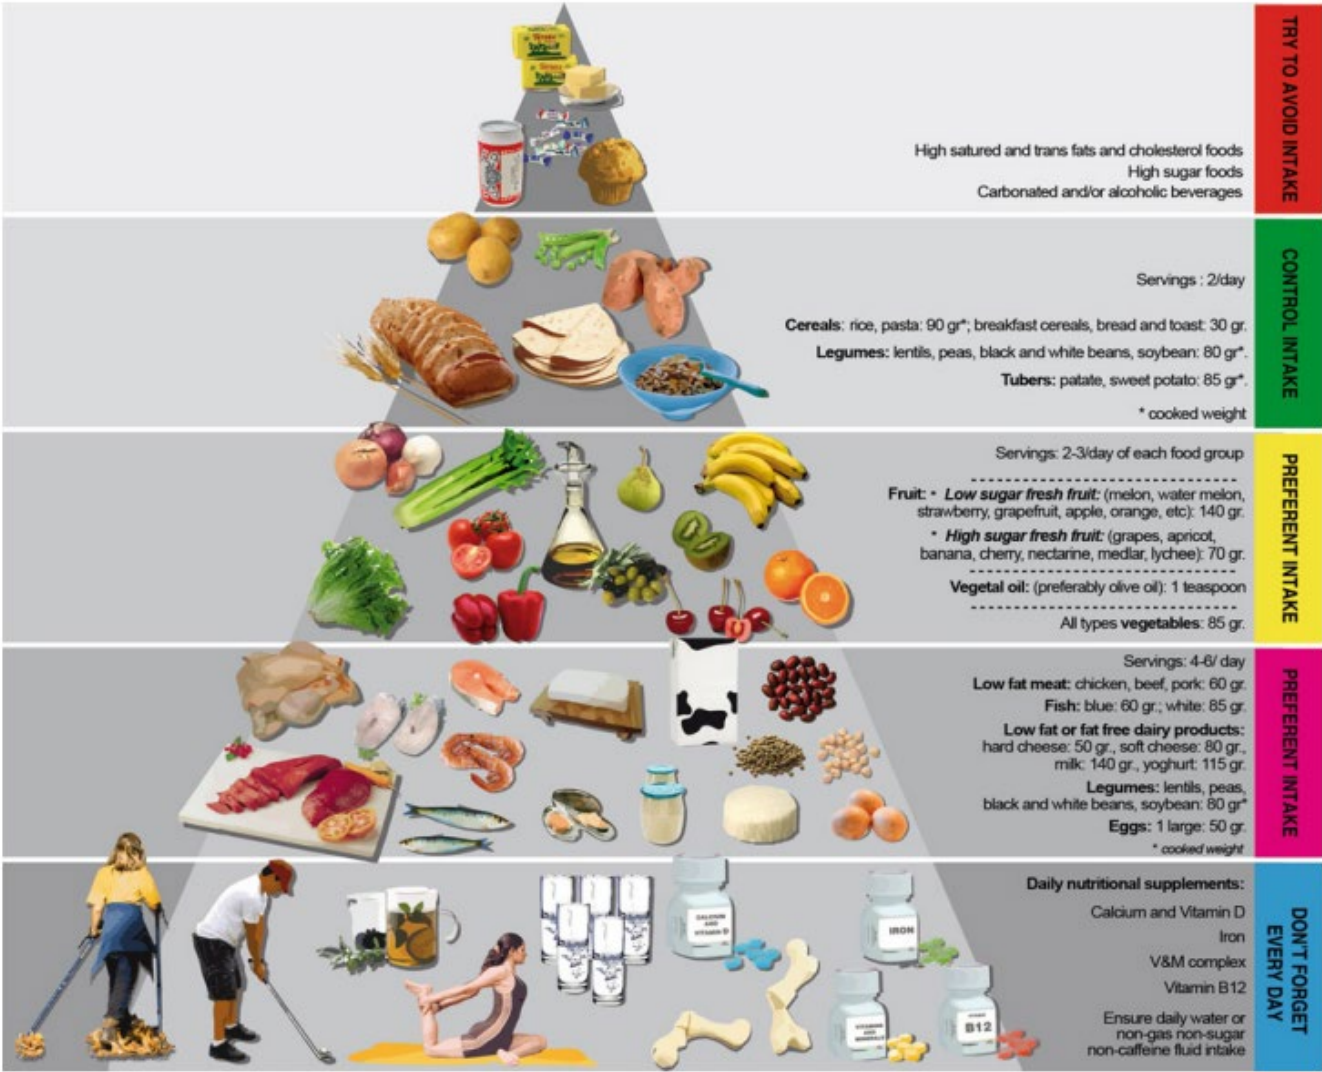 TRY TO AVOID INTAKE
High satured and trans fats and cholesterol foods
High sugar foods
Carbonated and/or alcoholic beverages
CONTROL INTAKE
Servings : 2/day
Cereals: rice, pasta: 90 gr*; breakfast cereals, bread and toast: 30 gr.
Legumes: lentils, peas, black and white beans, soybean: 80 gr*.
Tubers: patate, sweet potato: 85 gr*.
* cooked weight
PREFERENT INTAKE
Servings: 2-3/day of each food group
Fruit: * Low sugar fresh fruit: (melon, water melon,
strawberry, grapefruit, apple, orange, etc): 140 gr.
* High sugar fresh fruit: (grapes, apricot,
banana, cherry, nectarine, medlar, lychee): 70 gr.
Vegetal oil: (preferably olive oil): 1 teaspoon
All types vegetables: 85 gr.
PREFERENT INTAKE
Servings: 4-6/ day
Low fat meat: chicken, beef, pork: 60 gr.
Fish: blue: 60 gr.; white: 85 gr.
Low fat or fat free dairy products:
hard cheese: 50 gr., soft cheese: 80 gr.,
milk: 140 gr., yoghurt: 115 gr.
Legumes: lentils, peas,
black and white beans, soybean: 80 gr*
Eggs: 1 large: 50 gr.
* cooked weight
DON'T FORGET
EVERY DAY
Daily nutritional supplements:
Calcium and Vitamin D
Iron
V&M complex
Vitamin B12
Ensure daily water or
non-gas non-sugar
non-caffeine fluid intake
CALCIUM
AND
VITAMIN D
IRON
VITAMINS
AND
MINERALS
B12